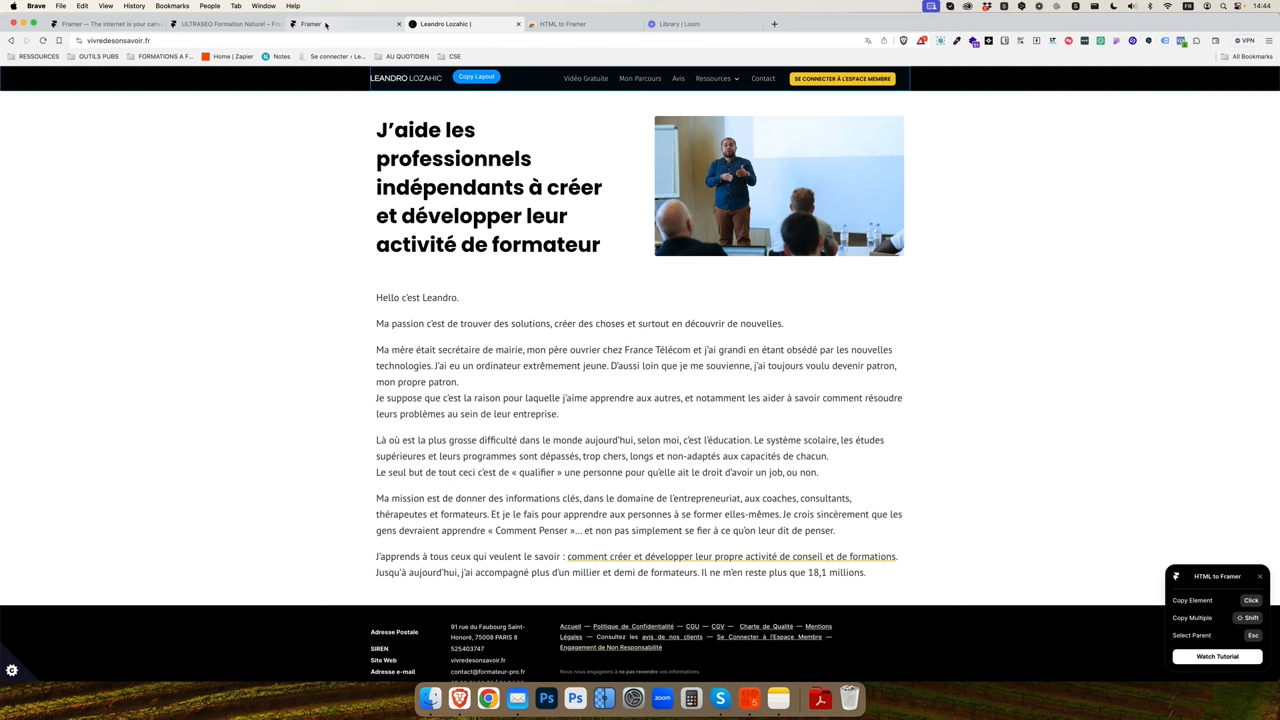 Brave File Edit View History Bookmarks People Tab Window Help 14:44
Framer — The internet is your canv
ULTRASEO Formation Naturel – Fra
Framer
Leandro Lozahic |
HTML to Framer
Library | Loom
vivredesonsavoir.fr
VPN
RESSOURCES OUTILS PUBS FORMATIONS A F... Home | Zapier Notes Se connecter ‹ Le... AU QUOTIDIEN CSE All Bookmarks
LEANDRO LOZAHIC Copy Layout Vidéo Gratuite Mon Parcours Avis Ressources Contact SE CONNECTER À L'ESPACE MEMBRE
J'aide les
professionnels
indépendants à créer
et développer leur
activité de formateur
Hello c'est Leandro.
Ma passion c'est de trouver des solutions, créer des choses et surtout en découvrir de nouvelles.
Ma mère était secrétaire de mairie, mon père ouvrier chez France Télécom et j'ai grandi en étant obsédé par les nouvelles
technologies. J'ai eu un ordinateur extrêmement jeune. D'aussi loin que je me souvienne, j'ai toujours voulu devenir patron,
mon propre patron.
Je suppose que c'est la raison pour laquelle j'aime apprendre aux autres, et notamment les aider à savoir comment résoudre
leurs problèmes au sein de leur entreprise.
Là où est la plus grosse difficulté dans le monde aujourd'hui, selon moi, c'est l'éducation. Le système scolaire, les études
supérieures et leurs programmes sont dépassés, trop chers, longs et non-adaptés aux capacités de chacun.
Le seul but de tout ceci c'est de « qualifier » une personne pour qu'elle ait le droit d'avoir un job, ou non.
Ma mission est de donner des informations clés, dans le domaine de l'entrepreneuriat, aux coaches, consultants,
thérapeutes et formateurs. Et je le fais pour apprendre aux personnes à se former elles-mêmes. Je crois sincèrement que les
gens devraient apprendre « Comment Penser »... et non pas simplement se fier à ce qu'on leur dit de penser.
J'apprends à tous ceux qui veulent le savoir : comment créer et développer leur propre activité de conseil et de formations.
Jusqu'à aujourd'hui, j'ai accompagné plus d'un millier et demi de formateurs. Il ne m'en reste plus que 18,1 millions.
HTML to Framer
Copy Element Click
Copy Multiple Shift
Select Parent Esc
Watch Tutorial
Adresse Postale 91 rue du Faubourg Saint-
Honoré, 75008 PARIS 8
SIREN 525403747
Site Web vivredesonsavoir.fr
Adresse e-mail contact@formateur-pro.fr
Accueil — Politique de Confidentialité — CGU — CGV — Charte de Qualité — Mentions
Légales — Consultez les avis de nos clients — Se Connecter à l'Espace Membre —
Engagement de Non Responsabilité
Nous nous engageons à ne pas revendre vos informations.
zoom